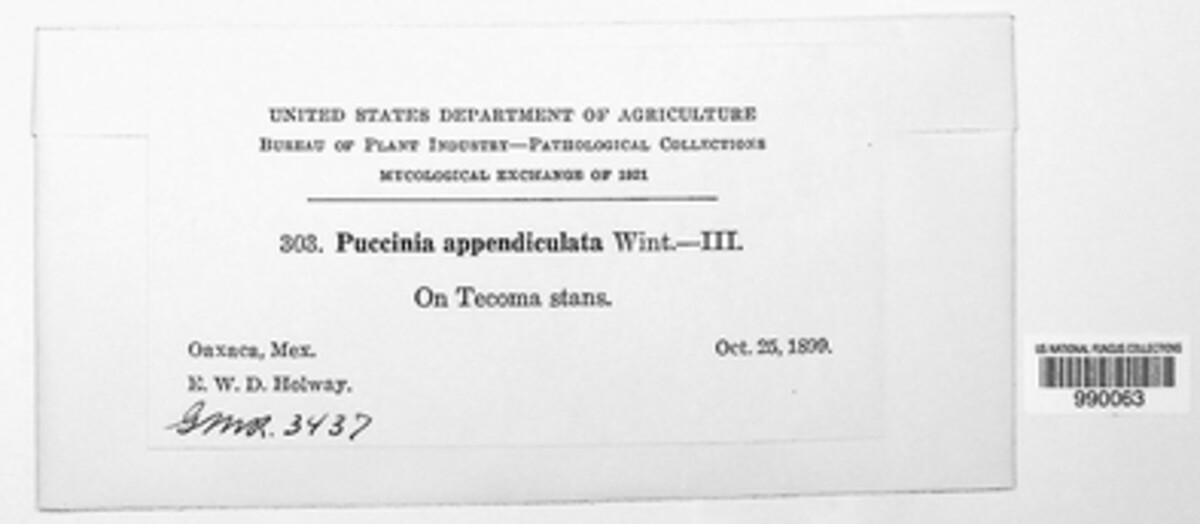 UNITED STATES DEPARTMENT OF AGRICULTURE
BUREAU OF PLANT INDUSTRY—PATHOLOGICAL COLLECTIONS
MYCOLOGICAL EXCHANGE OF 1921
303. Puccinia appendiculata Wint.—III.
On Tecoma stans.
Oaxaca, Mex. Oct. 25, 1899.
E. W. D. Holway.
G.M.R. 3437
US NATIONAL FUNGUS COLLECTIONS
990063